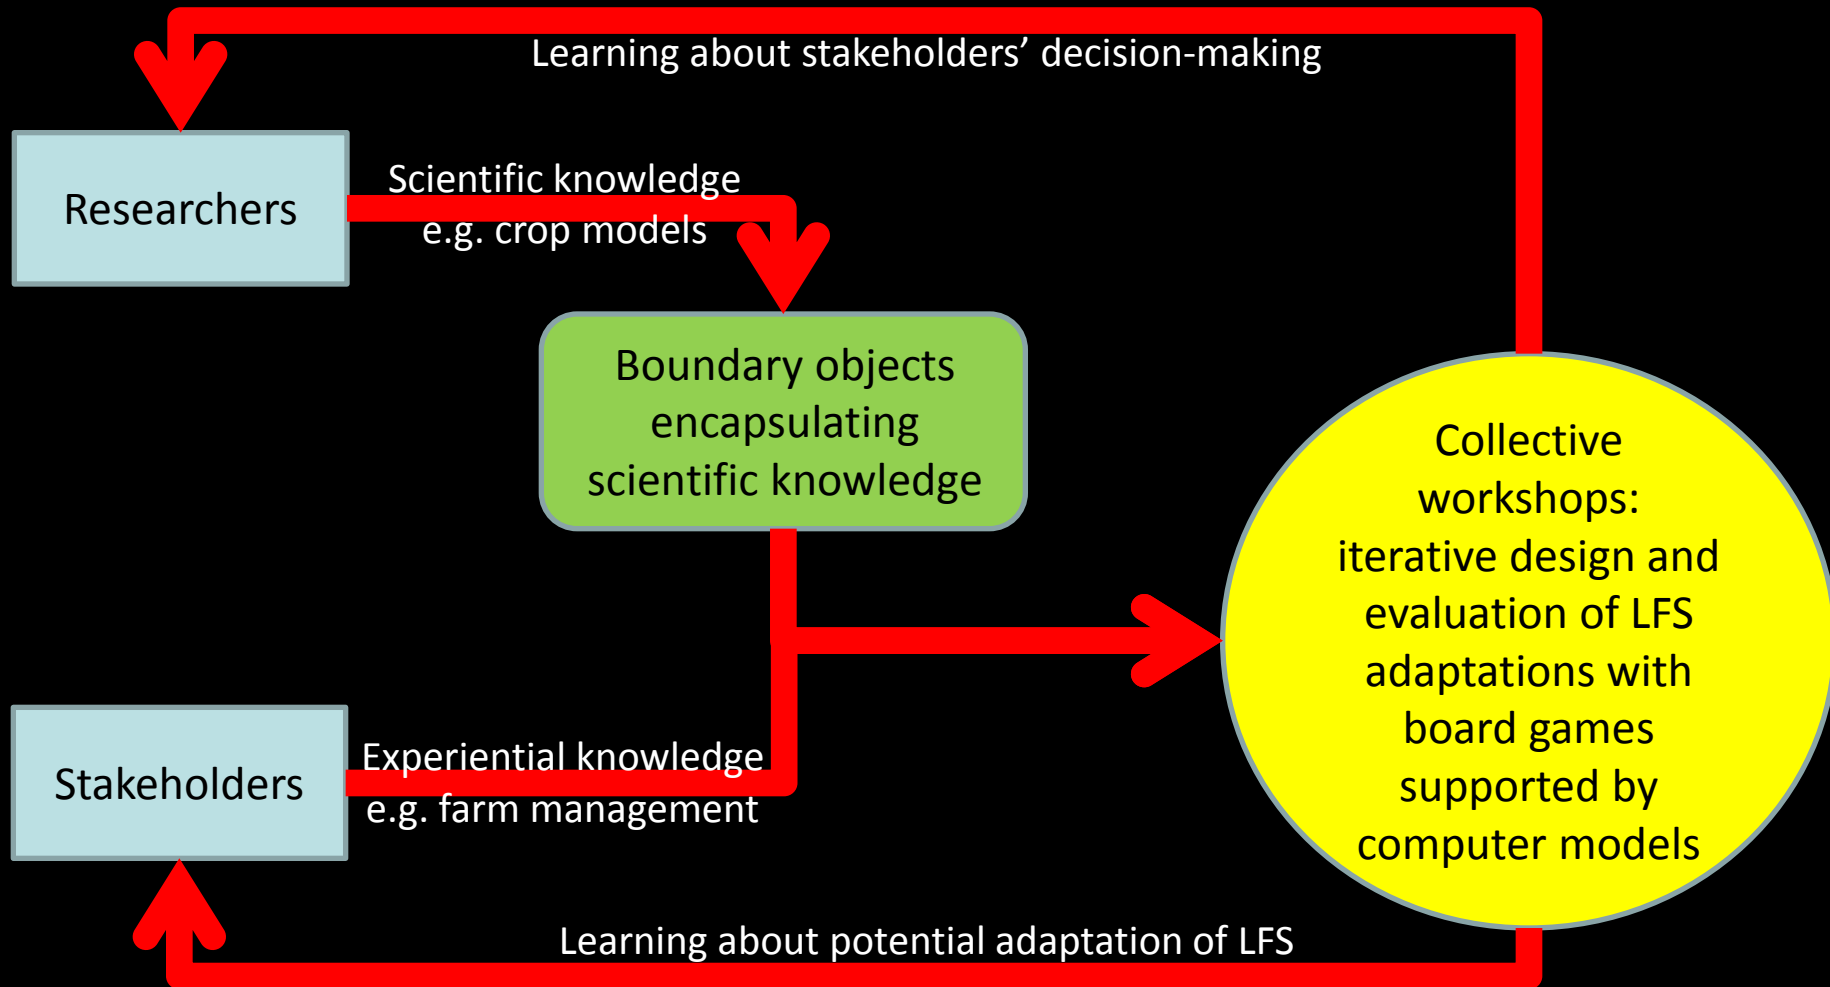 Learning about stakeholders’ decision-making
Researchers
Scientific knowledge
e.g. crop models
Boundary objects
encapsulating
scientific knowledge
Collective
workshops:
iterative design and
evaluation of LFS
adaptations with
board games
supported by
computer models
Stakeholders
Experiential knowledge
e.g. farm management
Learning about potential adaptation of LFS